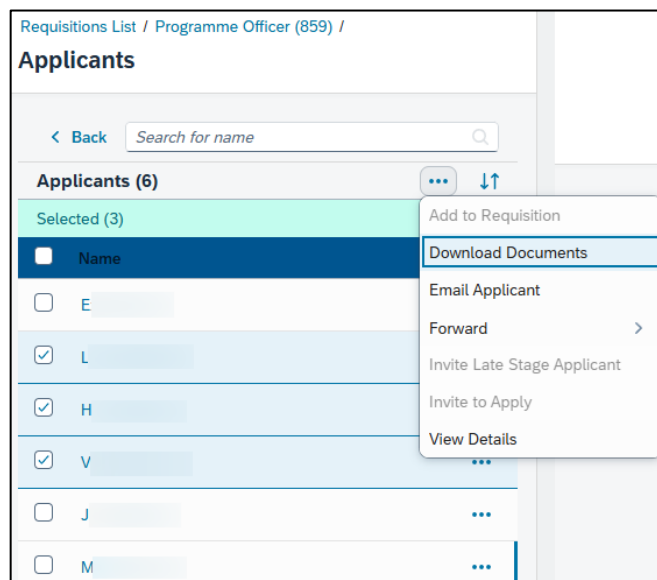 Requisitions List / Programme Officer (859) /
Applicants
Back
Search for name
Applicants (6)
Selected (3)
Name
E
L
H
V
J
M
Add to Requisition
Download Documents
Email Applicant
Forward
Invite Late Stage Applicant
Invite to Apply
View Details